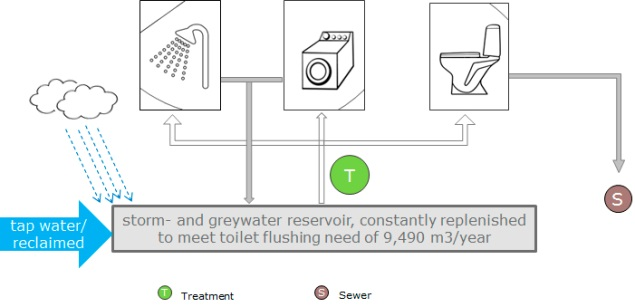 T
S
tap water/
reclaimed
storm- and greywater reservoir, constantly replenished
to meet toilet flushing need of 9,490 m3/year
T Treatment
S Sewer